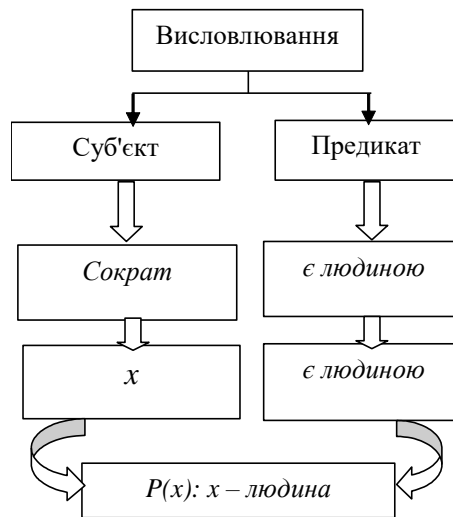 Висловлювання
Суб'єкт
Предикат
Сократ
є людиною
x
є людиною
P(x): x – людина